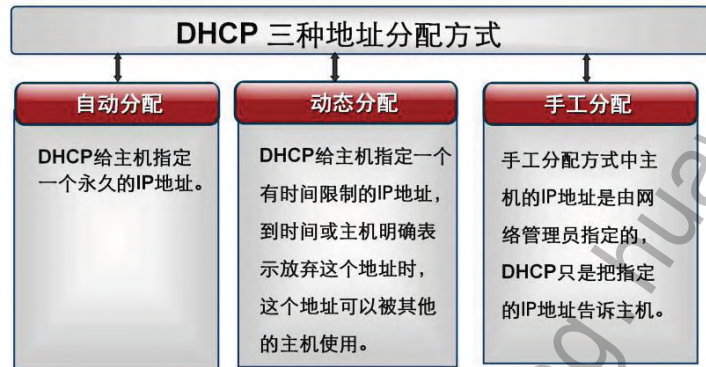 DHCP 三种地址分配方式
自动分配
DHCP给主机指定
一个永久的IP地址。
动态分配
DHCP给主机指定一个
有时间限制的IP地址，
到时间或主机明确表
示放弃这个地址时，
这个地址可以被其他
的主机使用。
手工分配
手工分配方式中主
机的IP地址是由网
络管理员指定的，
DHCP只是把指定
的IP地址告诉主机。